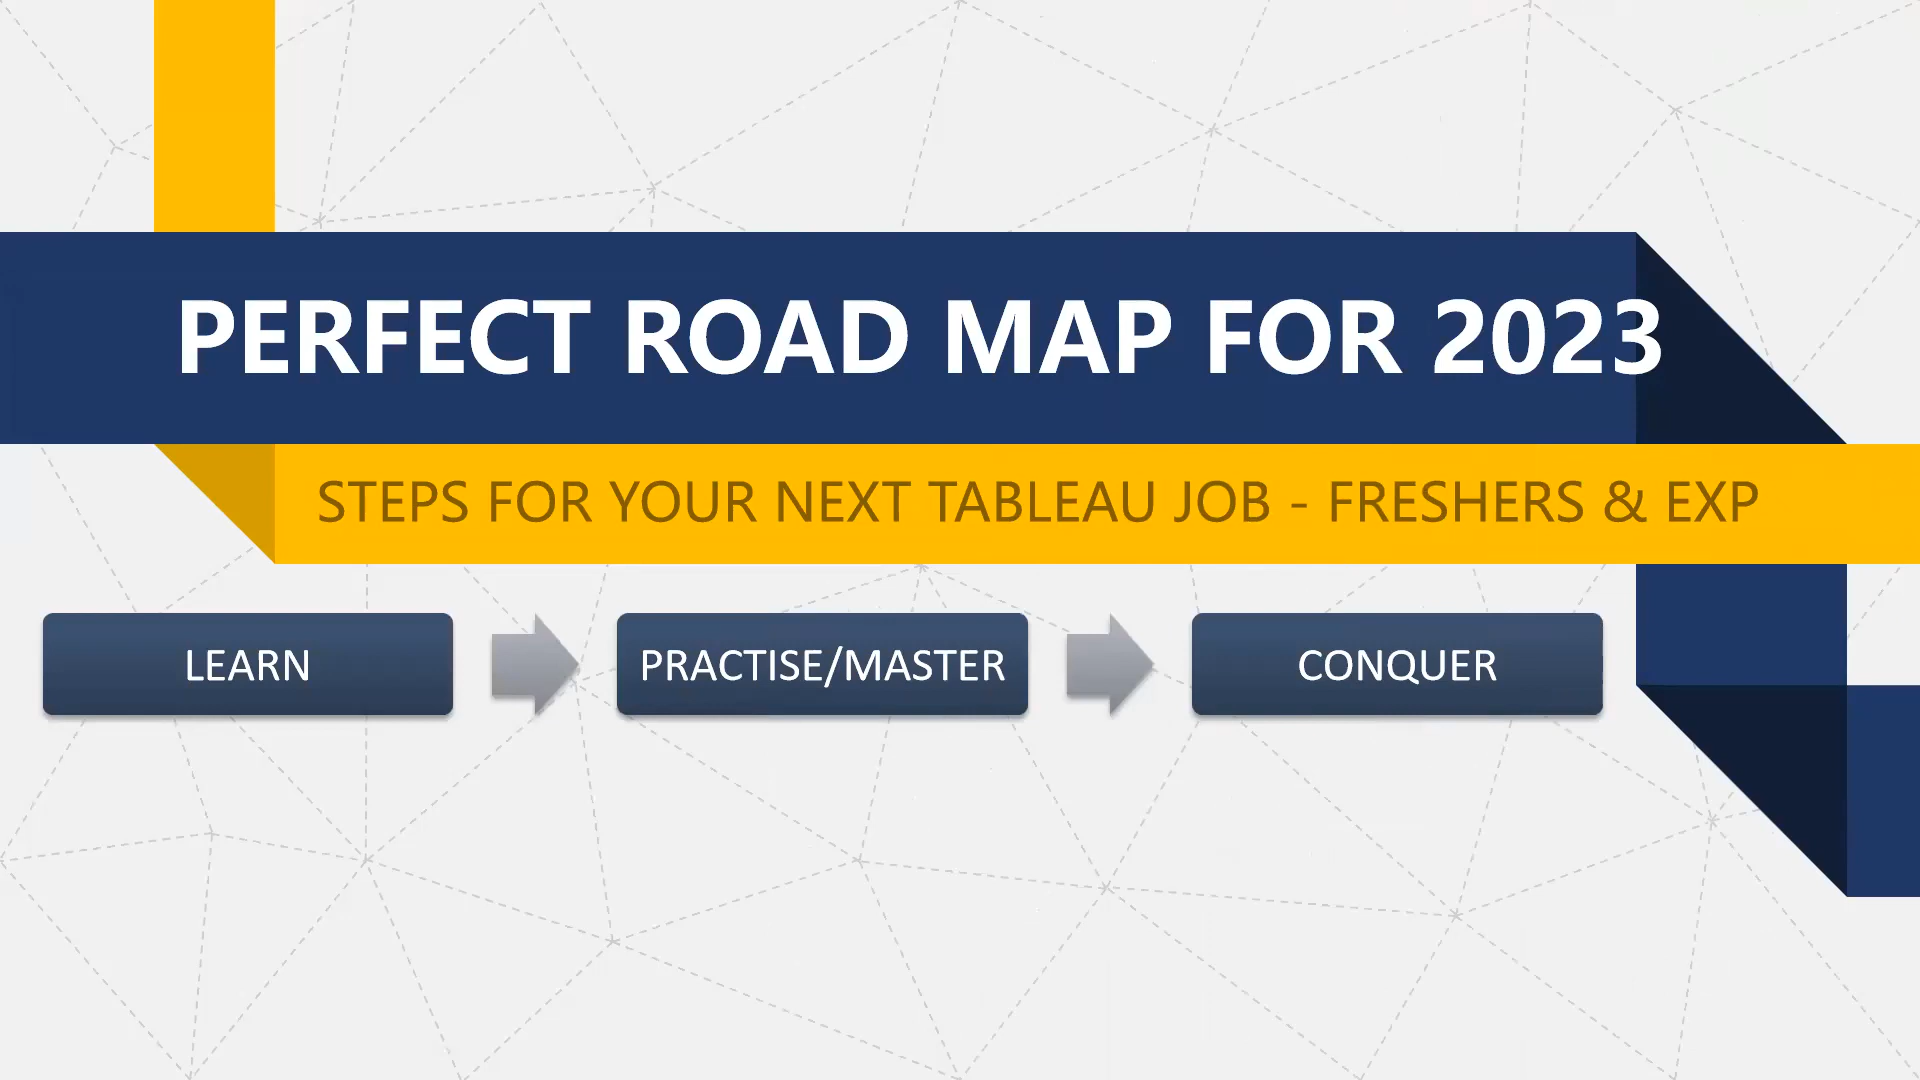 PERFECT ROAD MAP FOR 2023
STEPS FOR YOUR NEXT TABLEAU JOB - FRESHERS & EXP
LEARN
PRACTISE/MASTER
CONQUER